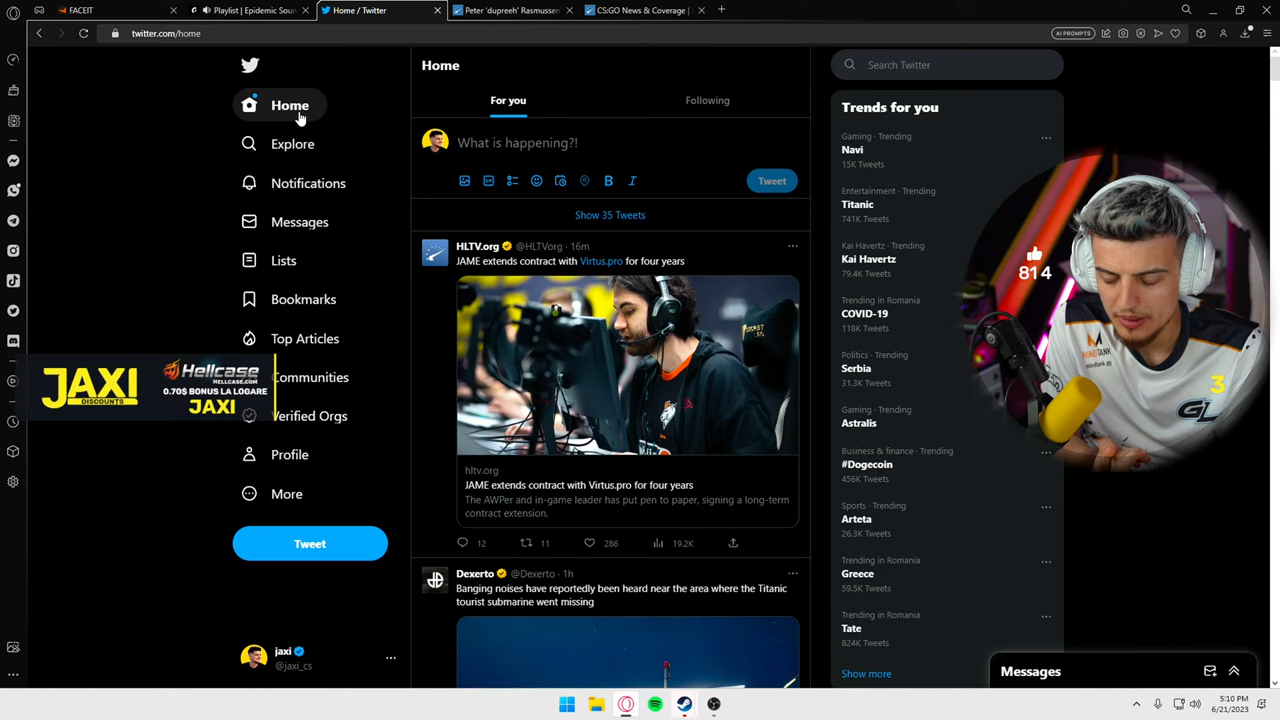 FACEIT
Playlist | Epidemic Soun
Home / Twitter
Peter 'dupreeh' Rasmussen
CS:GO News & Coverage |
twitter.com/home
AI PROMPTS
Home
Explore
Notifications
Messages
Lists
Bookmarks
Top Articles
Communities
Verified Orgs
Profile
More
Tweet
jaxi
@jaxi_cs
JAXI
DISCOUNTS
Hellcase
HELLCASE.COM
0.70$ BONUS LA LOGARE
JAXI
Home
For you
Following
What is happening?!
Tweet
Show 35 Tweets
HLTV.org @HLTVorg · 16m
JAME extends contract with Virtus.pro for four years
hltv.org
JAME extends contract with Virtus.pro for four years
The AWPer and in-game leader has put pen to paper, signing a long-term
contract extension.
12
11
286
19.2K
Dexerto @Dexerto · 1h
Banging noises have reportedly been heard near the area where the Titanic
tourist submarine went missing
Search Twitter
Trends for you
Gaming · Trending
Navi
15K Tweets
Entertainment · Trending
Titanic
741K Tweets
Kai Havertz · Trending
Kai Havertz
79.4K Tweets
Trending in Romania
COVID-19
118K Tweets
Politics · Trending
Serbia
31.3K Tweets
Gaming · Trending
Astralis
Business & finance · Trending
#Dogecoin
456K Tweets
Sports · Trending
Arteta
26.3K Tweets
Trending in Romania
Greece
59.5K Tweets
Trending in Romania
Tate
824K Tweets
Show more
814
3
MINDTANK
mindtank.gg
GL
Messages
5:10 PM
6/21/2023